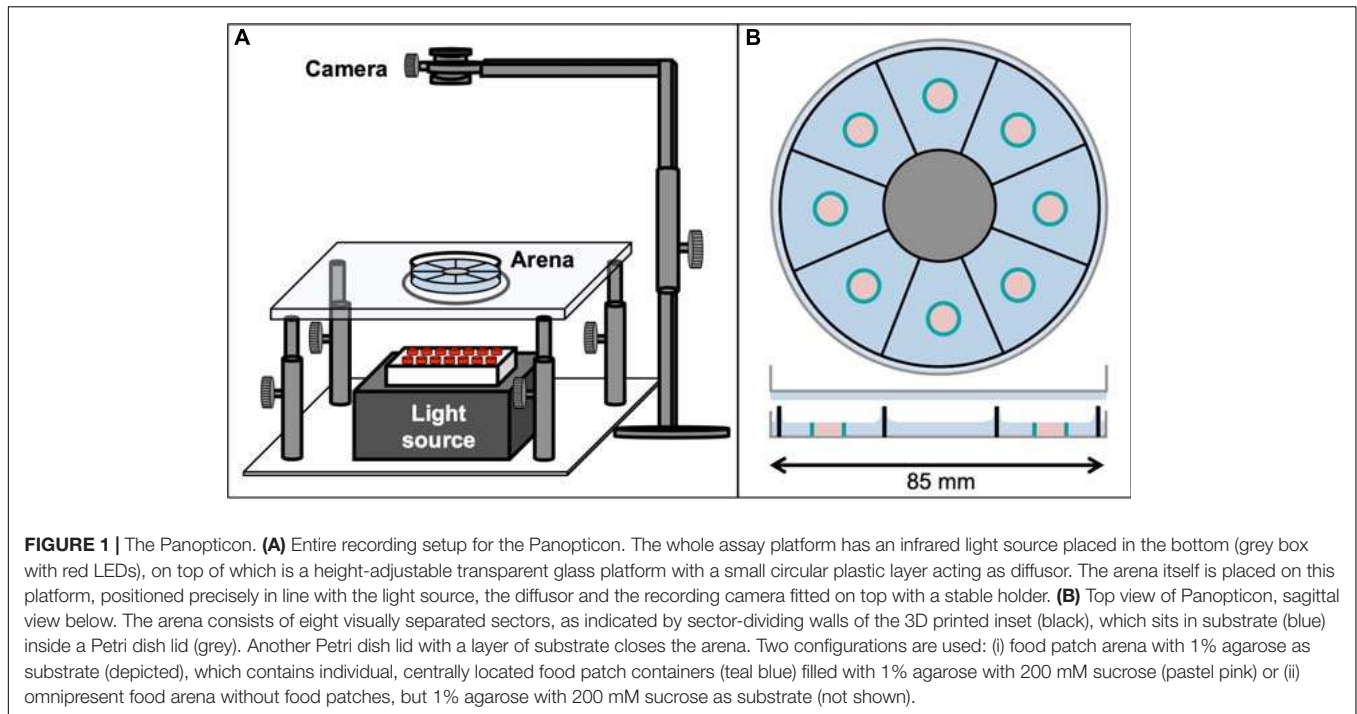 A
Camera
Arena
Light
source
B
85 mm
FIGURE 1 | The Panopticon. (A) Entire recording setup for the Panopticon. The whole assay platform has an infrared light source placed in the bottom (grey box
with red LEDs), on top of which is a height-adjustable transparent glass platform with a small circular plastic layer acting as diffusor. The arena itself is placed on this
platform, positioned precisely in line with the light source, the diffusor and the recording camera fitted on top with a stable holder. (B) Top view of Panopticon, sagittal
view below. The arena consists of eight visually separated sectors, as indicated by sector-dividing walls of the 3D printed inset (black), which sits in substrate (blue)
inside a Petri dish lid (grey). Another Petri dish lid with a layer of substrate closes the arena. Two configurations are used: (i) food patch arena with 1% agarose as
substrate (depicted), which contains individual, centrally located food patch containers (teal blue) filled with 1% agarose with 200 mM sucrose (pastel pink) or (ii)
omnipresent food arena without food patches, but 1% agarose with 200 mM sucrose as substrate (not shown).